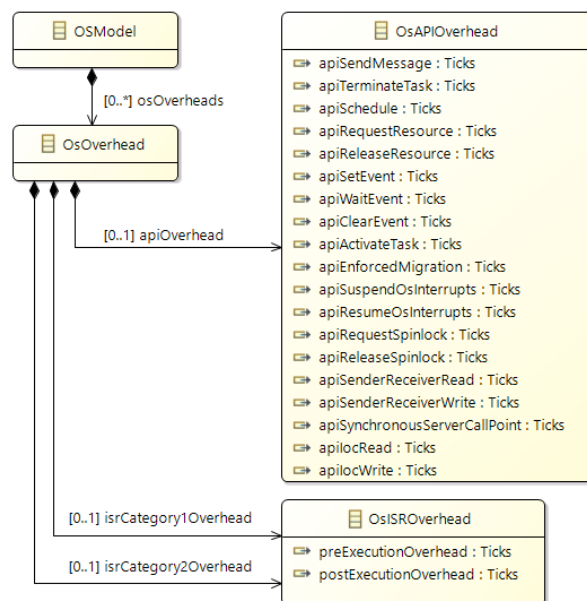 OSModel
[0..*] osOverheads
OsOverhead
[0..1] apiOverhead
[0..1] isrCategory1Overhead
[0..1] isrCategory2Overhead
OsAPIOverhead
apiSendMessage : Ticks
apiTerminateTask : Ticks
apiSchedule : Ticks
apiRequestResource : Ticks
apiReleaseResource : Ticks
apiSetEvent : Ticks
apiWaitEvent : Ticks
apiClearEvent : Ticks
apiActivateTask : Ticks
apiEnforcedMigration : Ticks
apiSuspendOsInterrupts : Ticks
apiResumeOsInterrupts : Ticks
apiRequestSpinlock : Ticks
apiReleaseSpinlock : Ticks
apiSenderReceiverRead : Ticks
apiSenderReceiverWrite : Ticks
apiSynchronousServerCallPoint : Ticks
apiIocRead : Ticks
apiIocWrite : Ticks
OsISROverhead
preExecutionOverhead : Ticks
postExecutionOverhead : Ticks